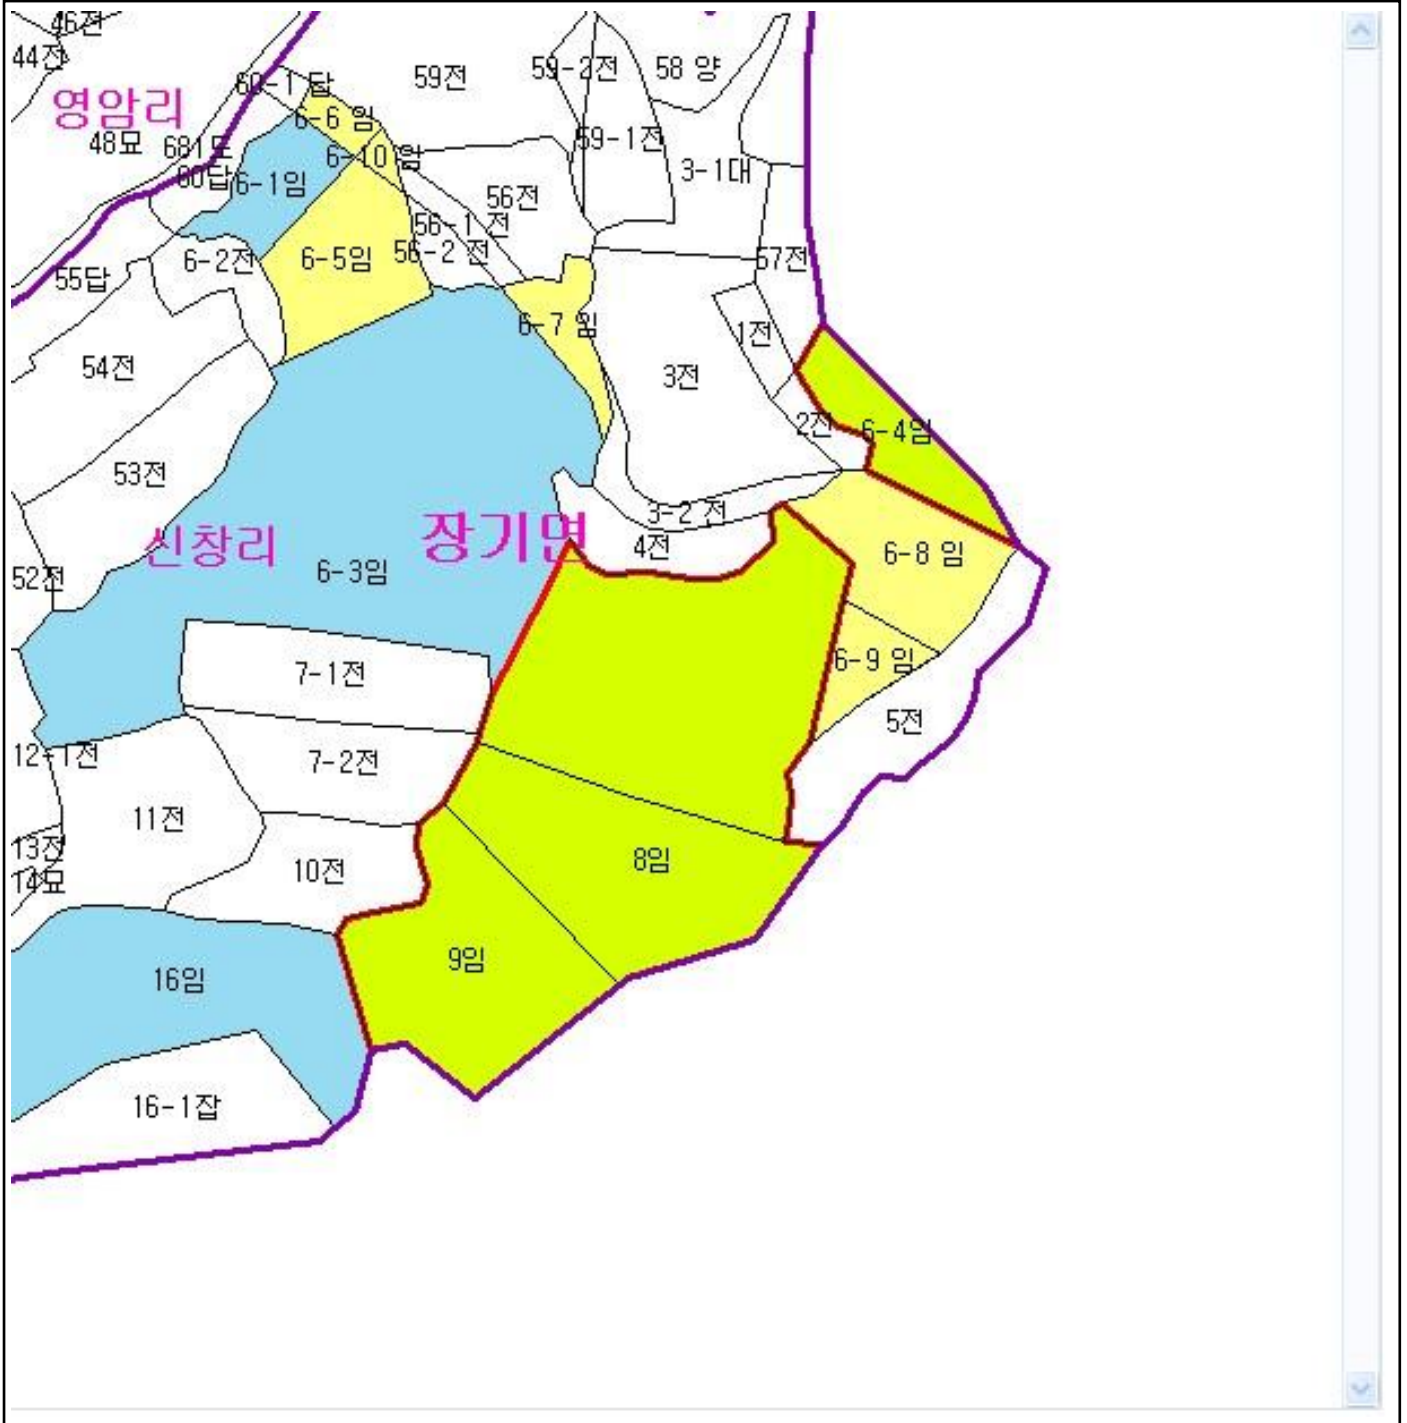 46전
44전
59전
59-2전
58 양
60-1 답
영암리
6-6 임
48묘
681도
59-1전
6-10 임
3-1대
60답
6-1임
56전
56-1 전
56-2 전
6-2전
6-5임
57전
55답
6-7 임
1전
54전
3전
2전
6-4임
53전
3-2 전
신창리
장기면
4전
6-8 임
52전
6-3임
7-1전
6-9 임
5전
12-1전
7-2전
11전
13전
8임
10전
14묘
9임
16임
16-1잡